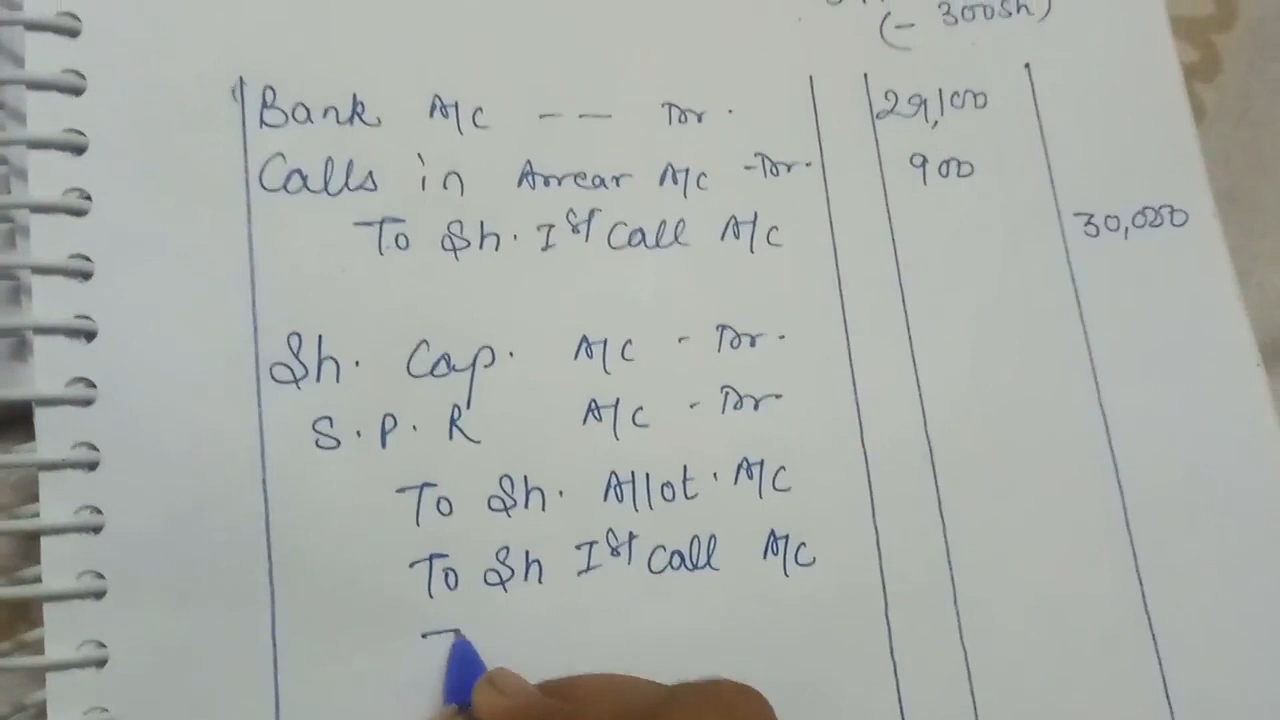 (- 300Sh)
Bank A/c -- Dr. 29,100
Calls in Arrear A/c -Dr. 900
To Sh. Ist Call A/c 30,000
Sh. Cap. A/c - Dr.
S.P.R A/c - Dr
To Sh. Allot. A/c
To Sh Ist Call A/c
T